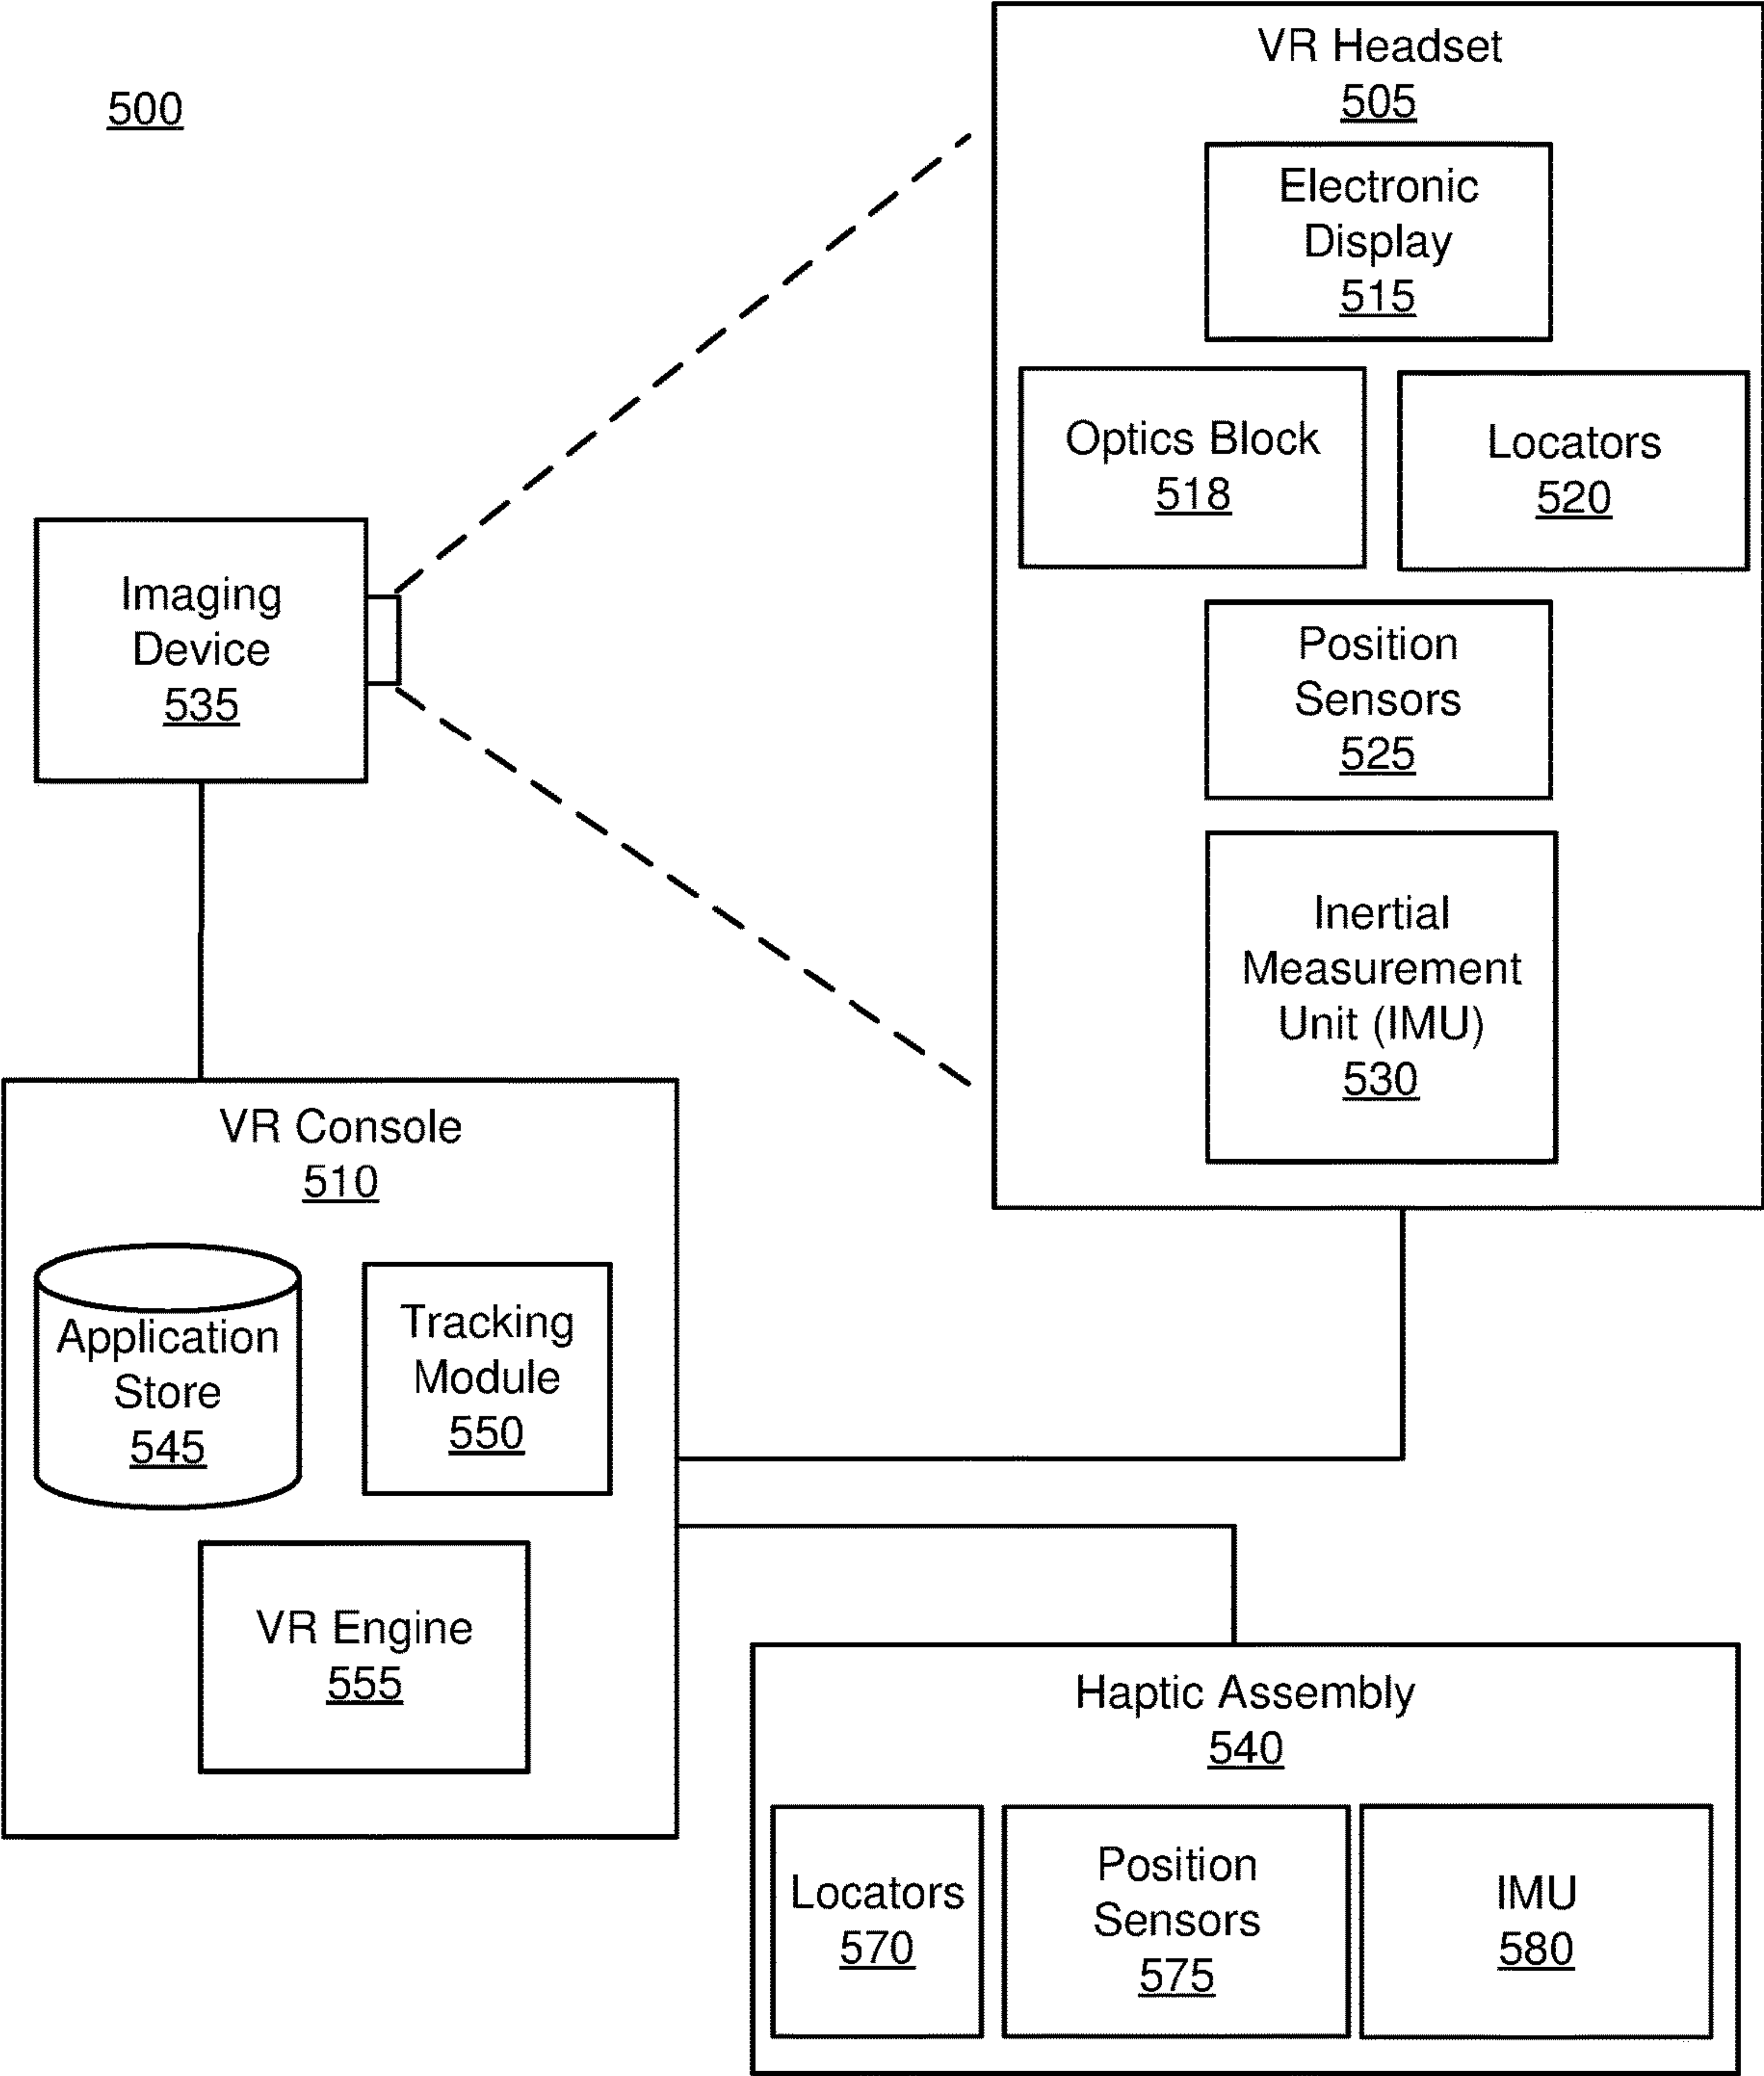 500
VR Headset
505
Electronic
Display
515
Optics Block
518
Locators
520
Position
Sensors
525
Inertial
Measurement
Unit (IMU)
530
Imaging
Device
535
VR Console
510
Application
Store
545
Tracking
Module
550
VR Engine
555
Haptic Assembly
540
Locators
570
Position
Sensors
575
IMU
580